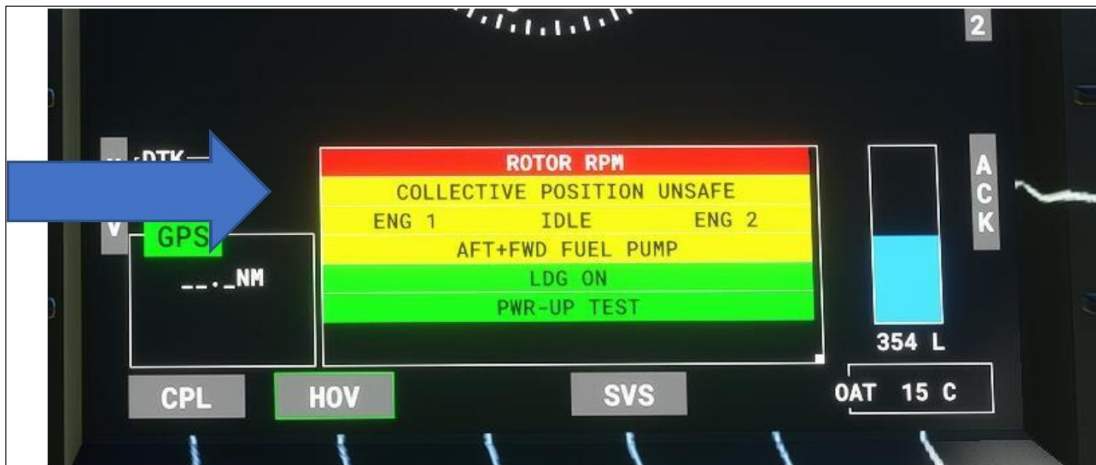 2
DTK
GPS
__._NM
ROTOR RPM
COLLECTIVE POSITION UNSAFE
ENG 1 IDLE ENG 2
AFT+FWD FUEL PUMP
LDG ON
PWR-UP TEST
ACK
354 L
CPL
HOV
SVS
OAT 15 C